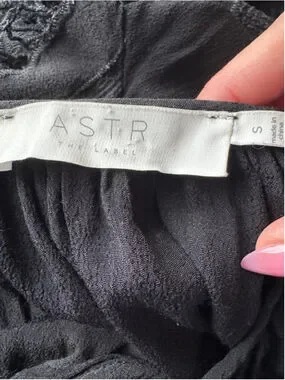 ASTR
THE LABEL
S
made in
china